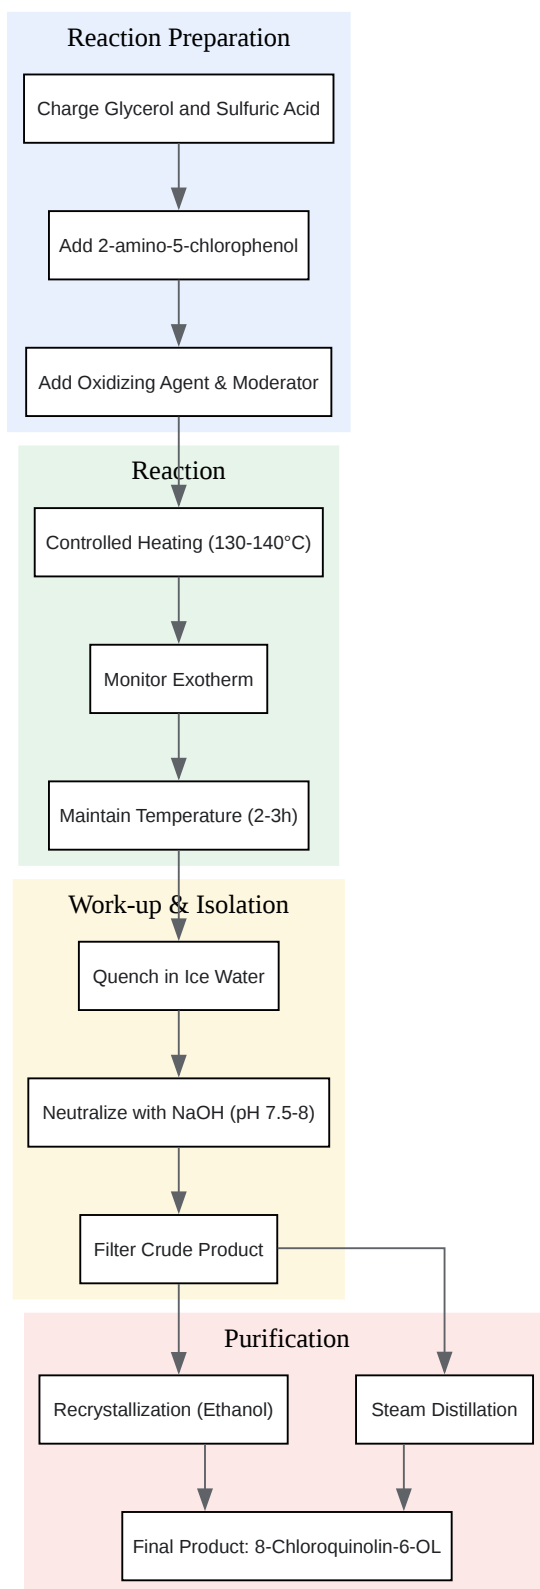 Reaction Preparation
Charge Glycerol and Sulfuric Acid
Add 2-amino-5-chlorophenol
Add Oxidizing Agent & Moderator
Reaction
Controlled Heating (130-140°C)
Monitor Exotherm
Maintain Temperature (2-3h)
Work-up & Isolation
Quench in Ice Water
Neutralize with NaOH (pH 7.5-8)
Filter Crude Product
Purification
Recrystallization (Ethanol)
Steam Distillation
Final Product: 8-Chloroquinolin-6-OL